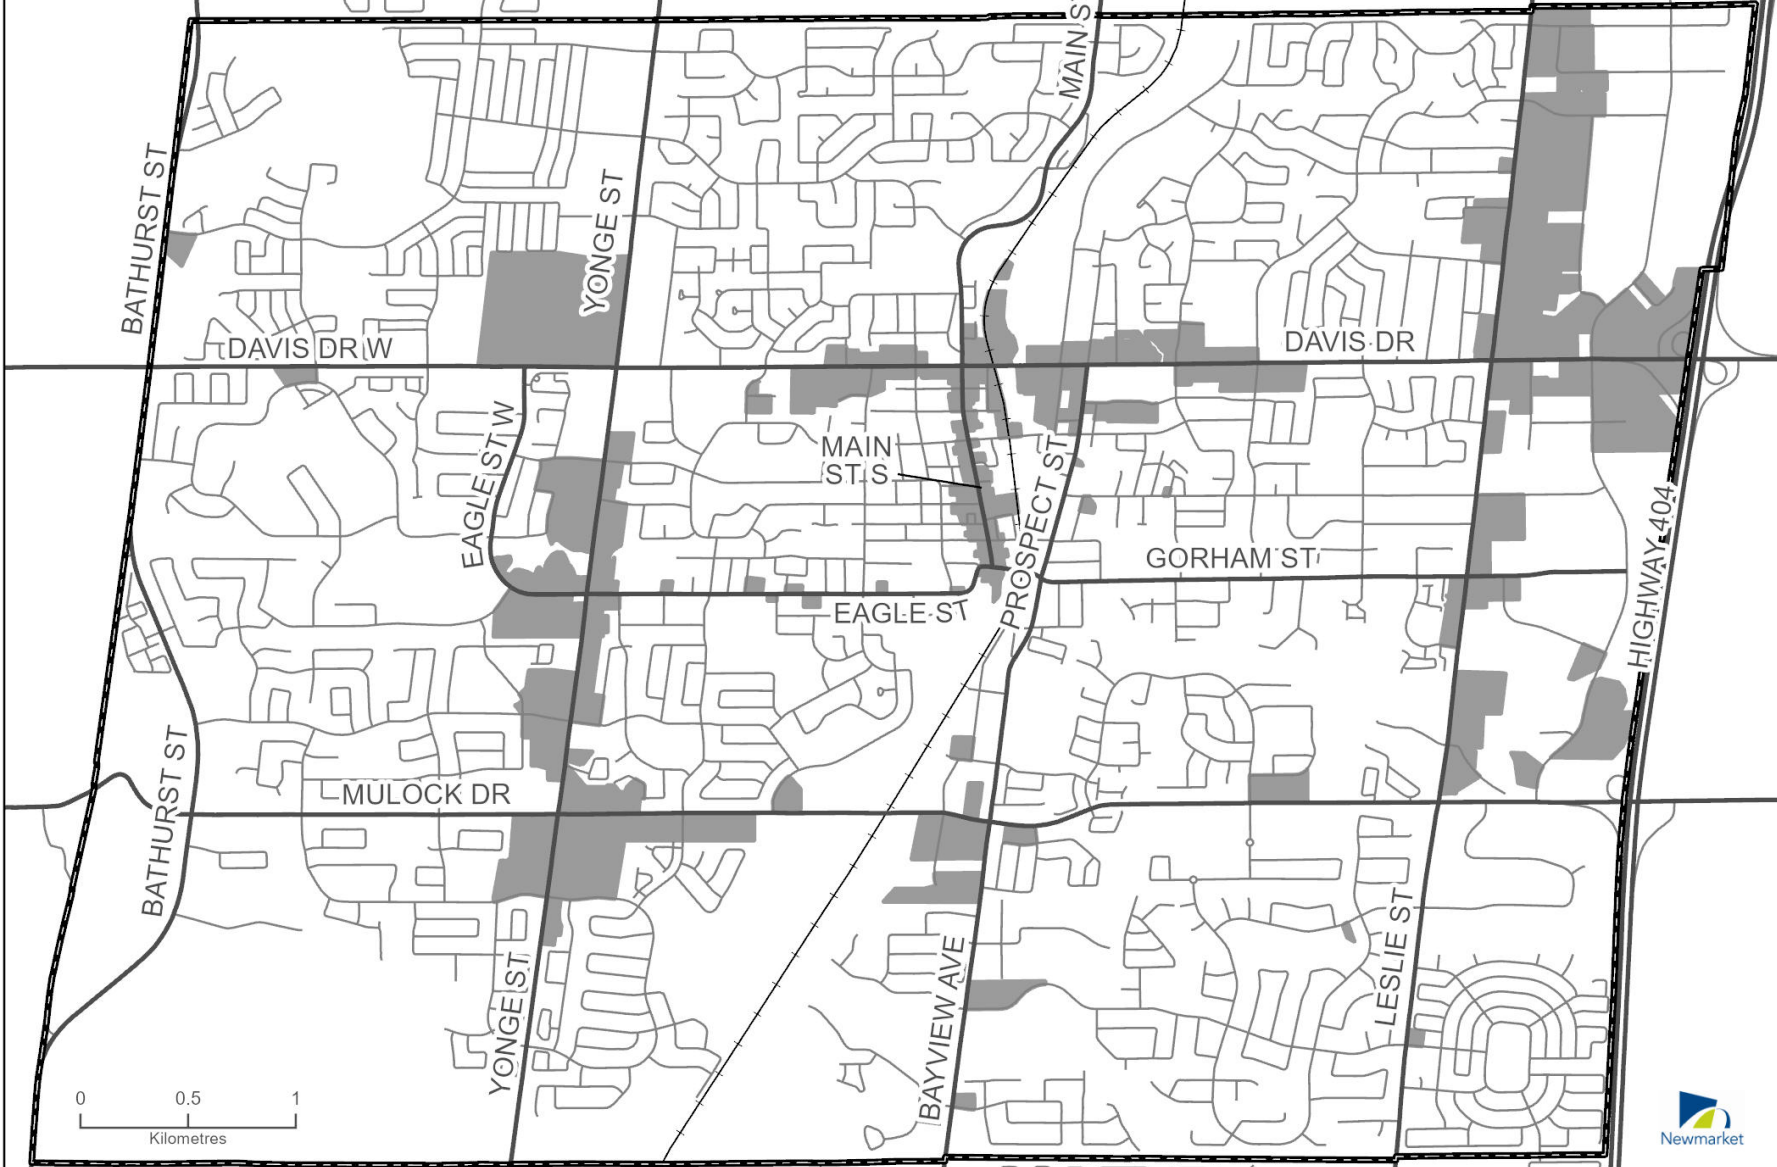 MAIN ST
BATHURST ST
YONGE ST
DAVIS DR W
DAVIS DR
EAGLE ST W
MAIN
ST S
PROSPECT ST
GORHAM ST
HIGHWAY 404
EAGLE ST
BATHURST ST
MULOCK DR
LESLIE ST
YONGE ST
BAYVIEW AVE
0 0.5 1
Kilometres
Newmarket